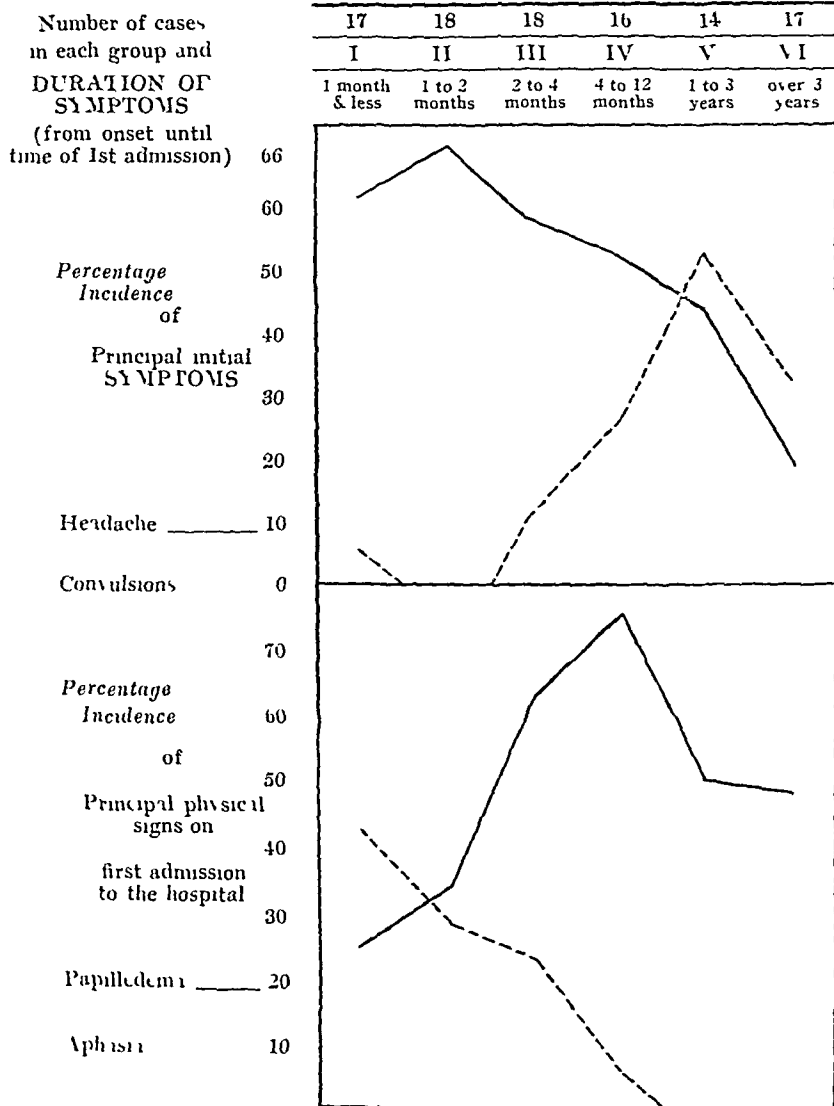 Number of cases 17 18 18 16 14 17
in each group and I II III IV V VI
DURATION OF 1 month 1 to 2 2 to 4 4 to 12 1 to 3 over 3
SYMPTOMS & less months months months years years
(from onset until
time of 1st admission) 66
60
Percentage 50
Incidence
of
40
Principal initial
SYMPTOMS
30
20
Headache 10
Convulsions 0
70
Percentage
Incidence 60
of
50
Principal physical
signs on
40
first admission
to the hospital
30
Papilledema 20
Aphasia 10